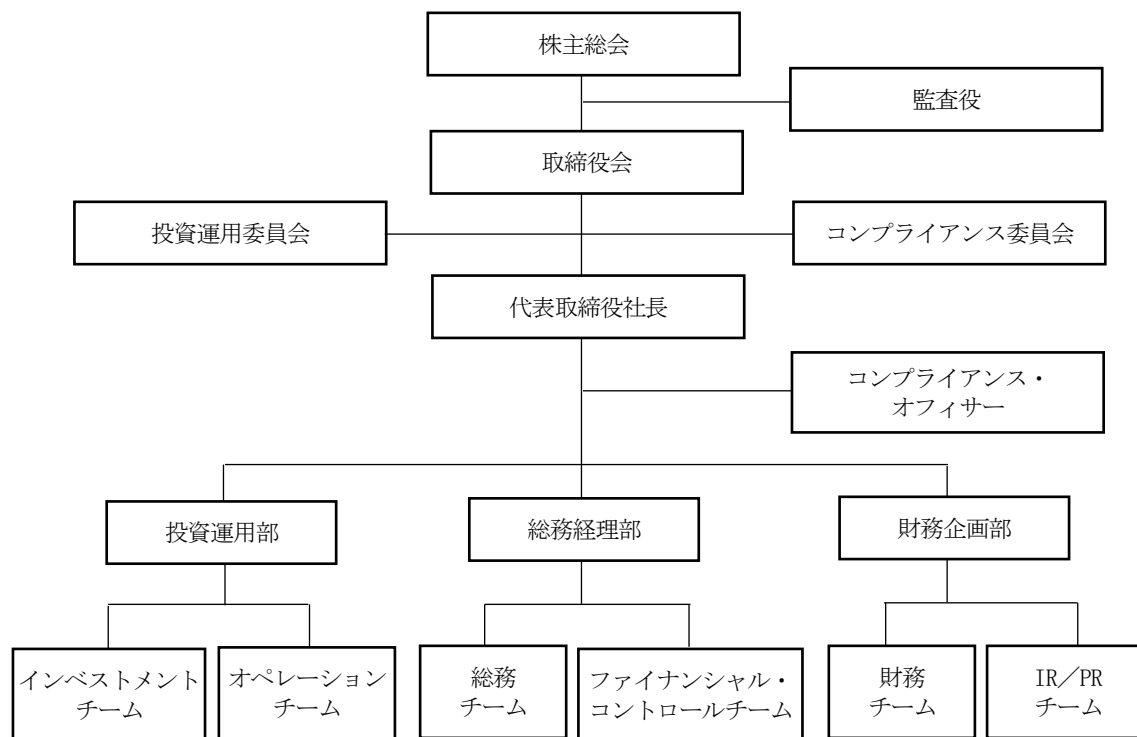 株主総会
監査役
取締役会
投資運用委員会
コンプライアンス委員会
代表取締役社長
コンプライアンス・
オフィサー
投資運用部
総務経理部
財務企画部
インベストメント
チーム
オペレーション
チーム
総務
チーム
ファイナンシャル・
コントロールチーム
財務
チーム
IR／PR
チーム